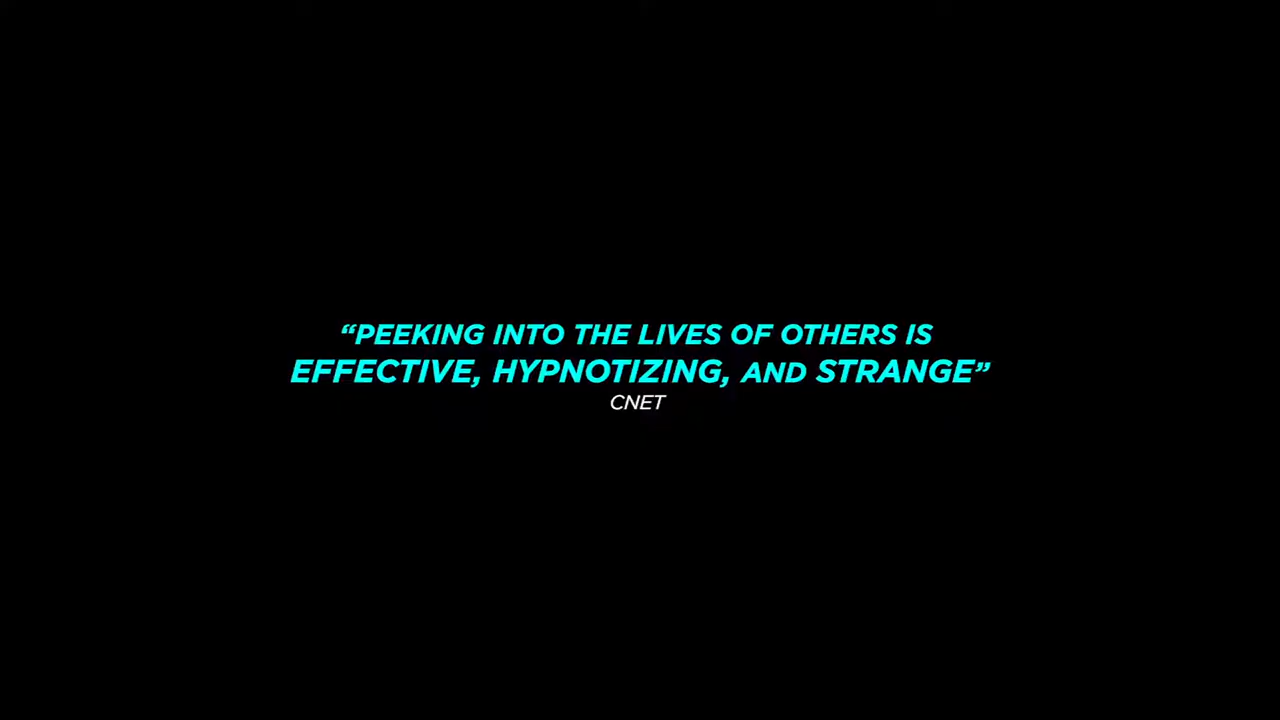 “PEEKING INTO THE LIVES OF OTHERS IS
EFFECTIVE, HYPNOTIZING, AND STRANGE”
CNET